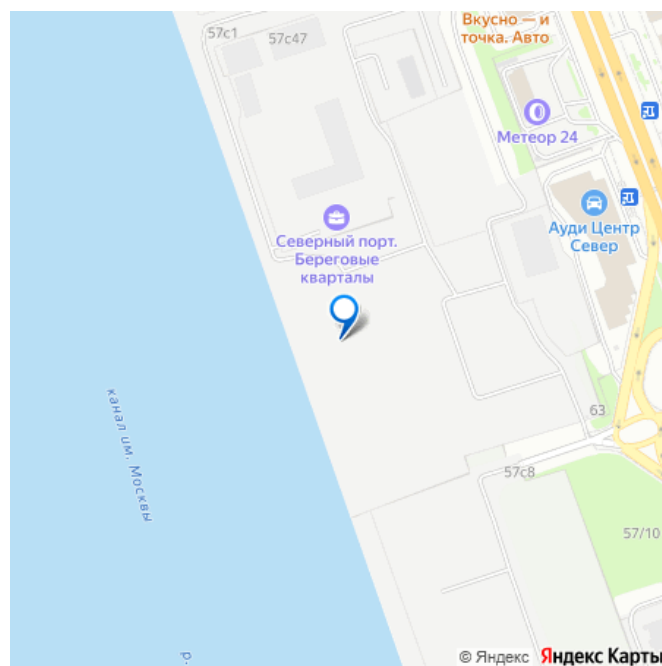 57с1
57с47
Вкусно — и
точка. Авто
Метеор 24
Ауди Центр
Север
Северный порт.
Береговые
кварталы
канал им. Москвы
63
57с8
57/10
р.
© Яндекс Яндекс Карты